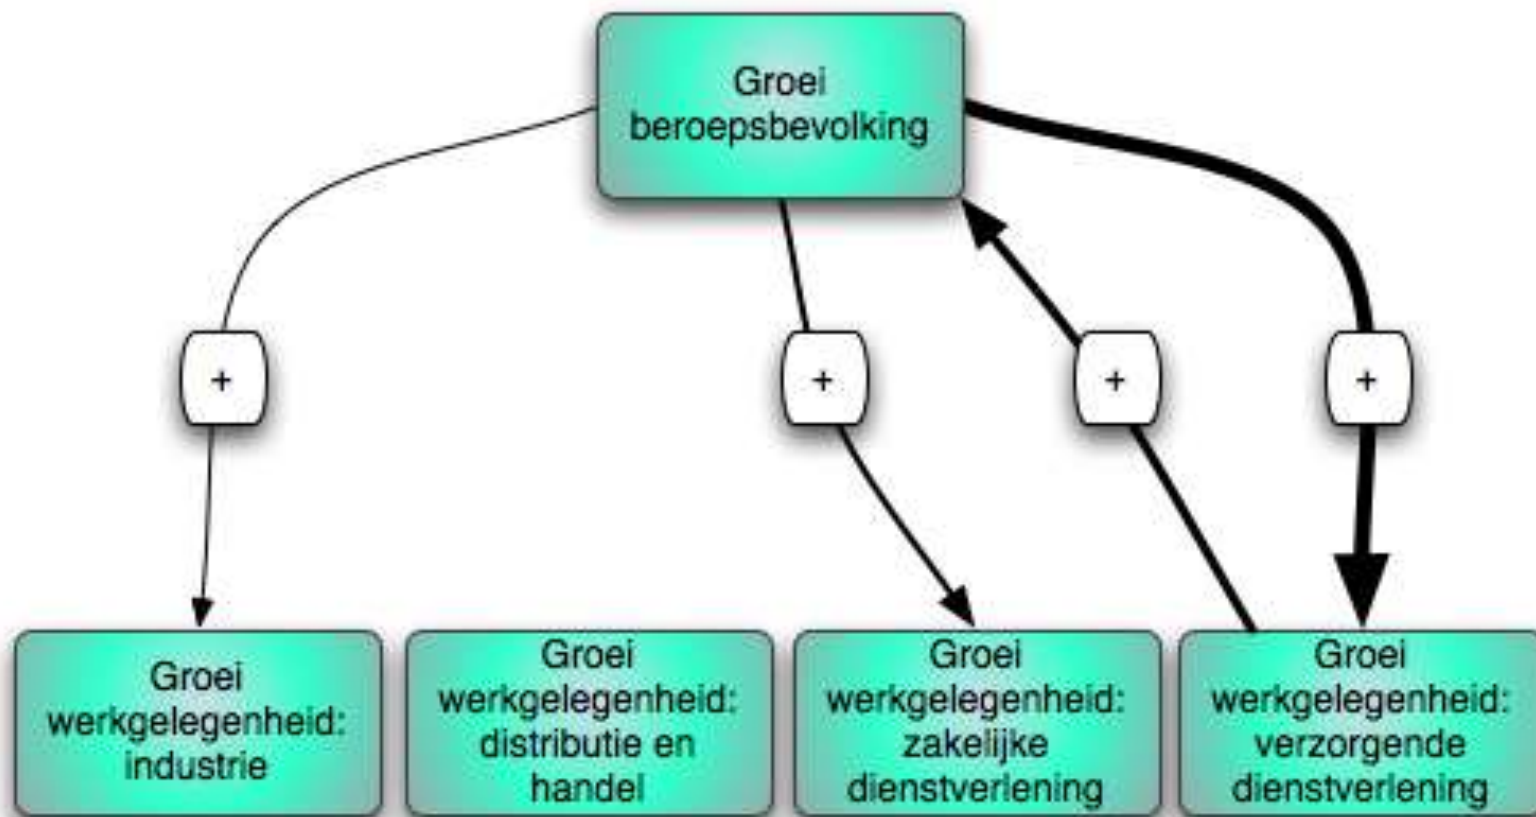 Groei
beroepsbevolking
+
+
+
+
Groei
werkgelegenheid:
industrie
Groei
werkgelegenheid:
distributie en
handel
Groei
werkgelegenheid:
zakelijke
dienstverlening
Groei
werkgelegenheid:
verzorgende
dienstverlening